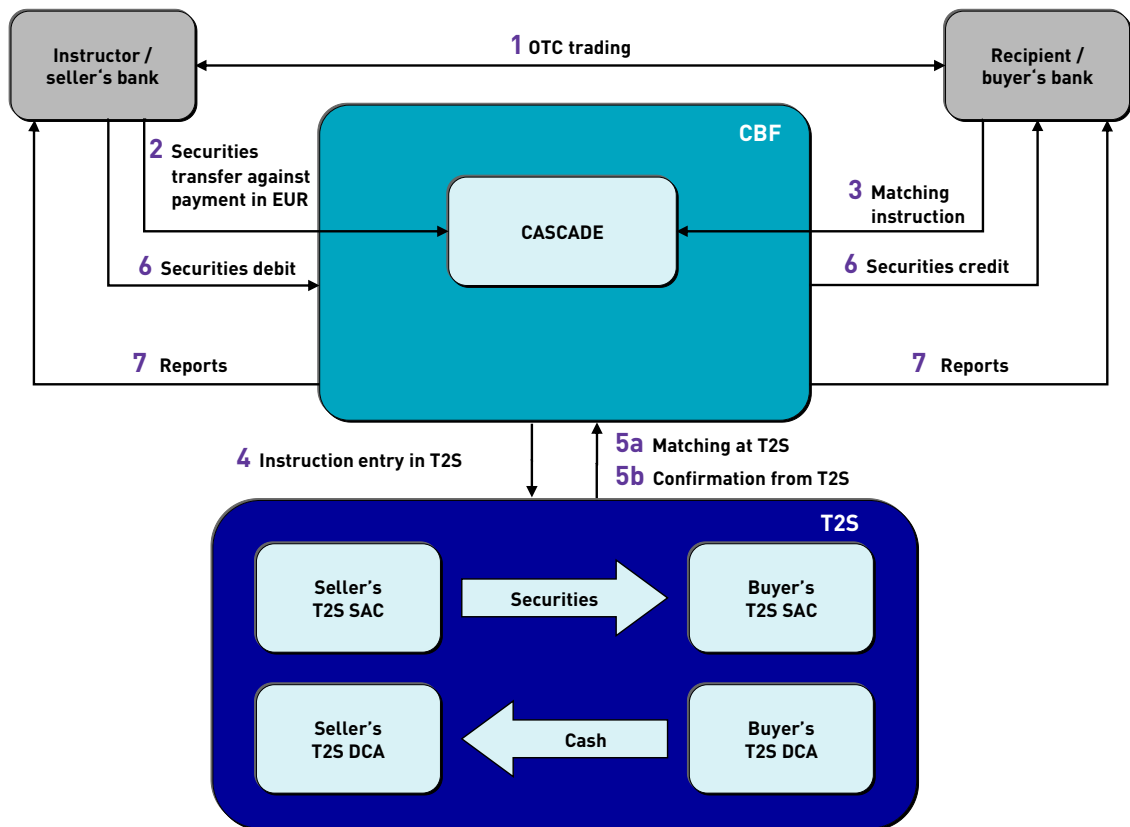 1 OTC trading
Instructor /
seller‘s bank
Recipient /
buyer‘s bank
CBF
2 Securities
transfer against
payment in EUR
CASCADE
3 Matching
instruction
6 Securities debit
6 Securities credit
7 Reports
7 Reports
4 Instruction entry in T2S
5a Matching at T2S
5b Confirmation from T2S
T2S
Seller’s
T2S SAC
Securities
Buyer’s
T2S SAC
Seller’s
T2S DCA
Cash
Buyer’s
T2S DCA